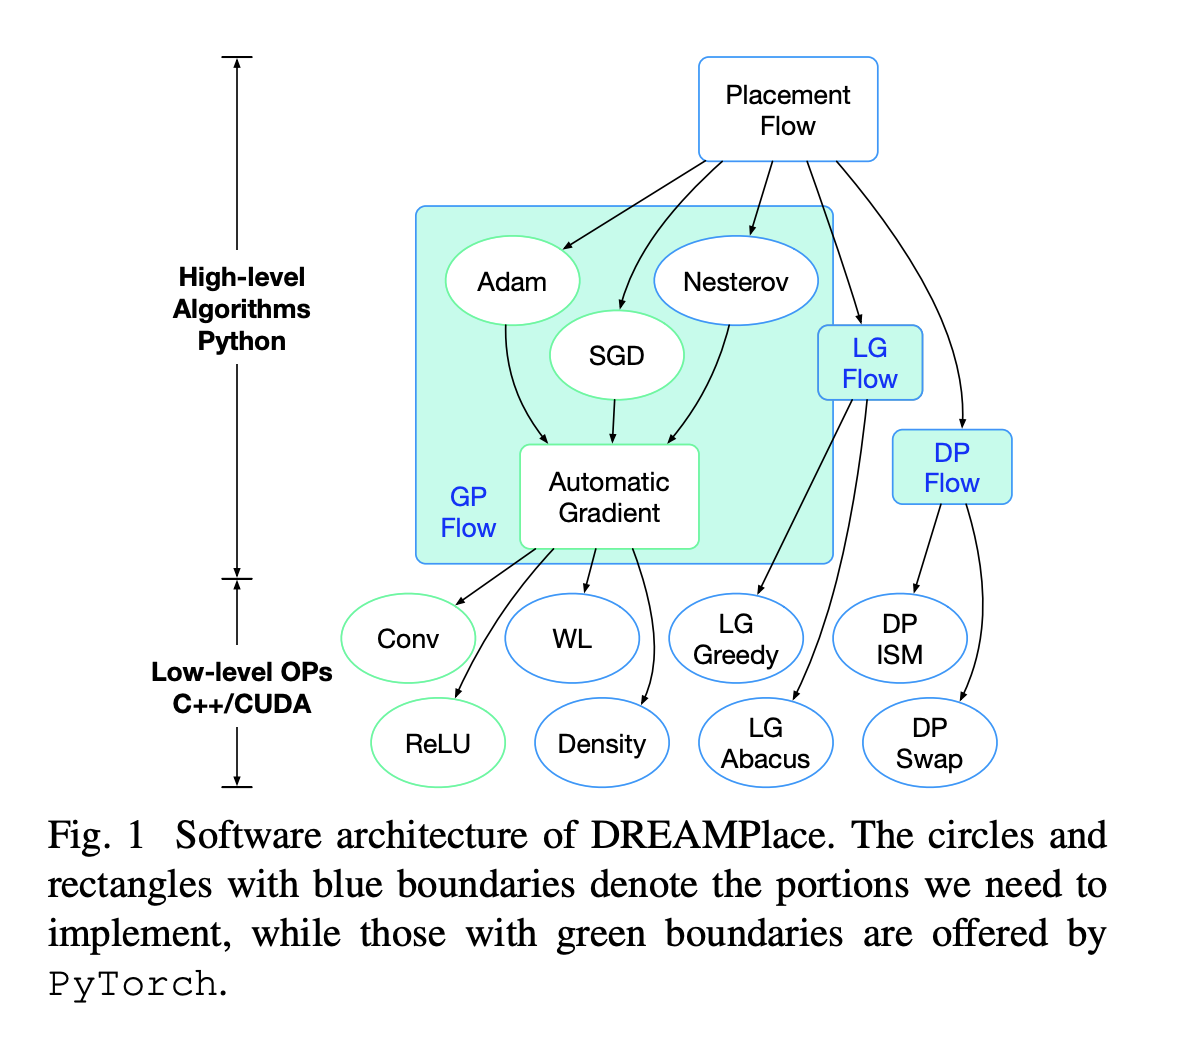 Placement
Flow
Adam
Nesterov
SGD
High-level
Algorithms
Python
LG
Flow
DP
Flow
Automatic
Gradient
GP
Flow
Conv
WL
LG
Greedy
DP
ISM
Low-level OPs
C++/CUDA
ReLU
Density
LG
Abacus
DP
Swap
Fig. 1 Software architecture of DREAMPlace. The circles and
rectangles with blue boundaries denote the portions we need to
implement, while those with green boundaries are offered by
PyTorch.